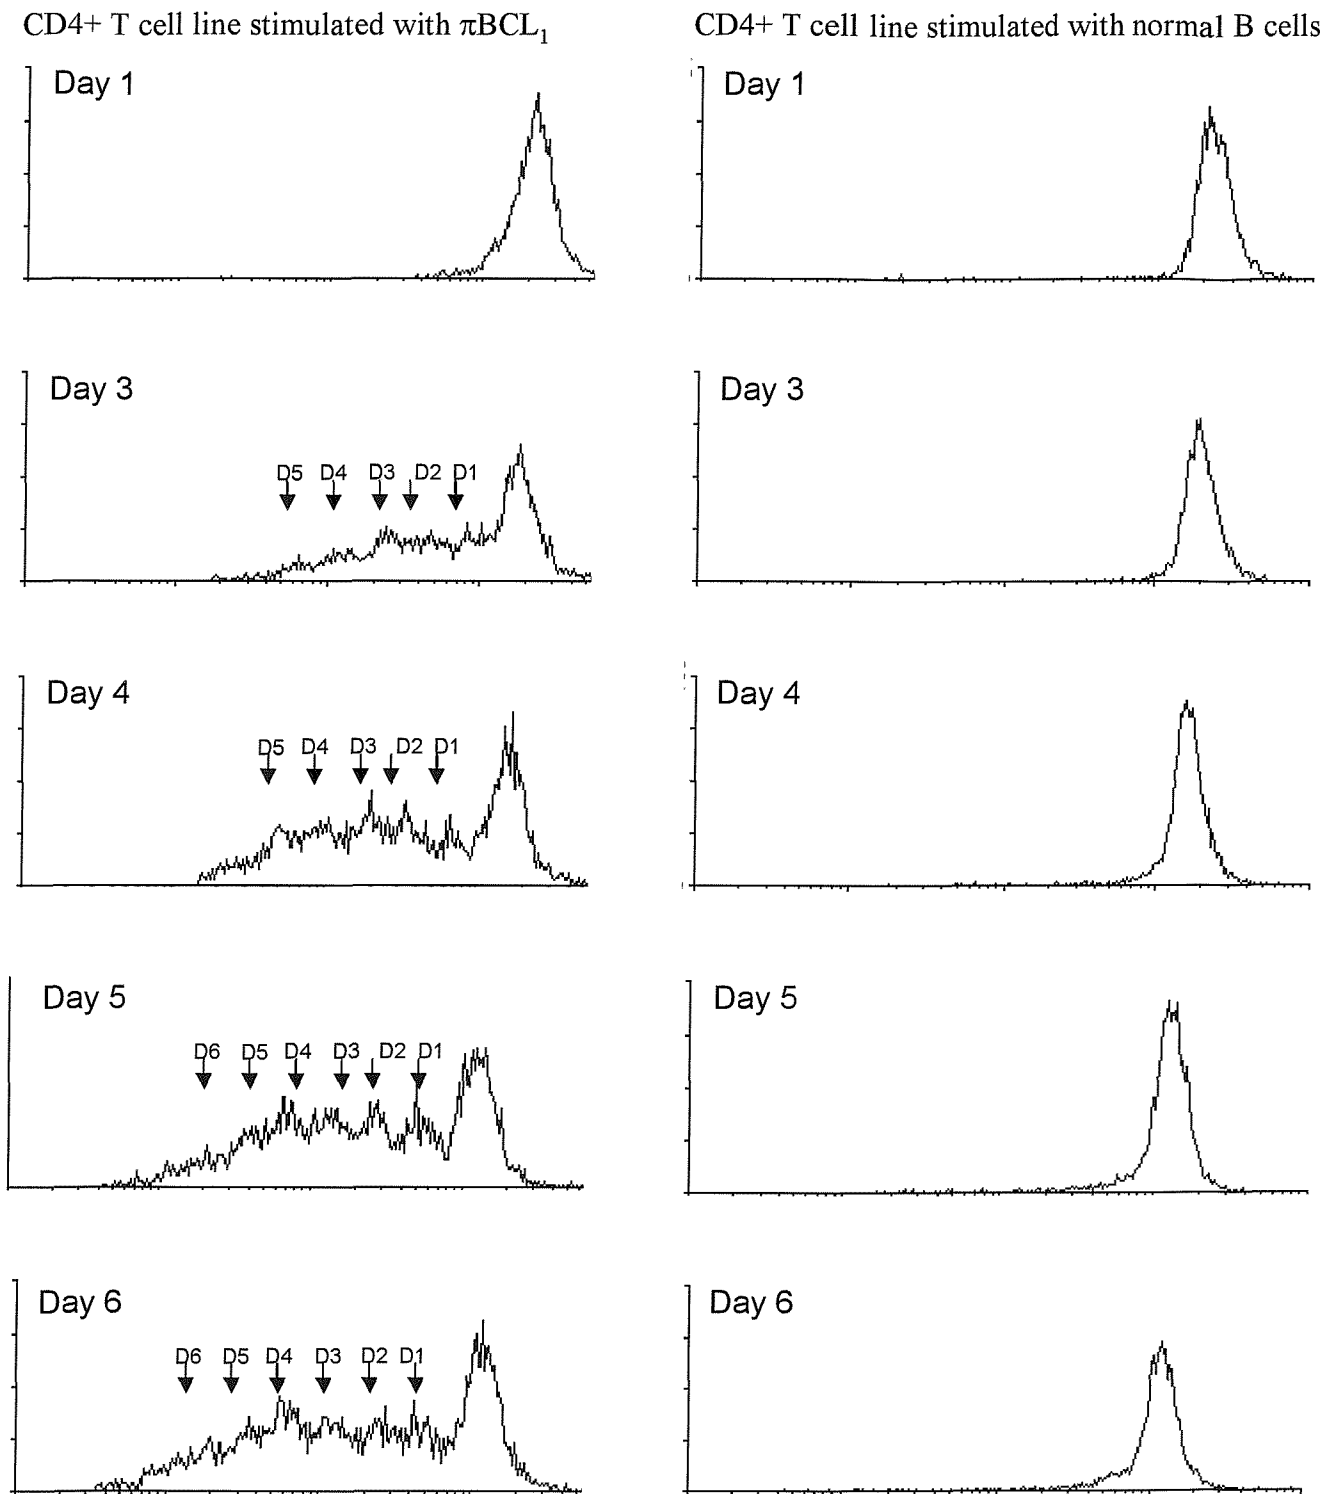 CD4+ T cell line stimulated with πBCL₁
CD4+ T cell line stimulated with normal B cells
Day 1
Day 1
Day 3
D5 D4 D3 D2 D1
Day 3
Day 4
D5 D4 D3 D2 D1
Day 4
Day 5
D6 D5 D4 D3 D2 D1
Day 5
Day 6
D6 D5 D4 D3 D2 D1
Day 6